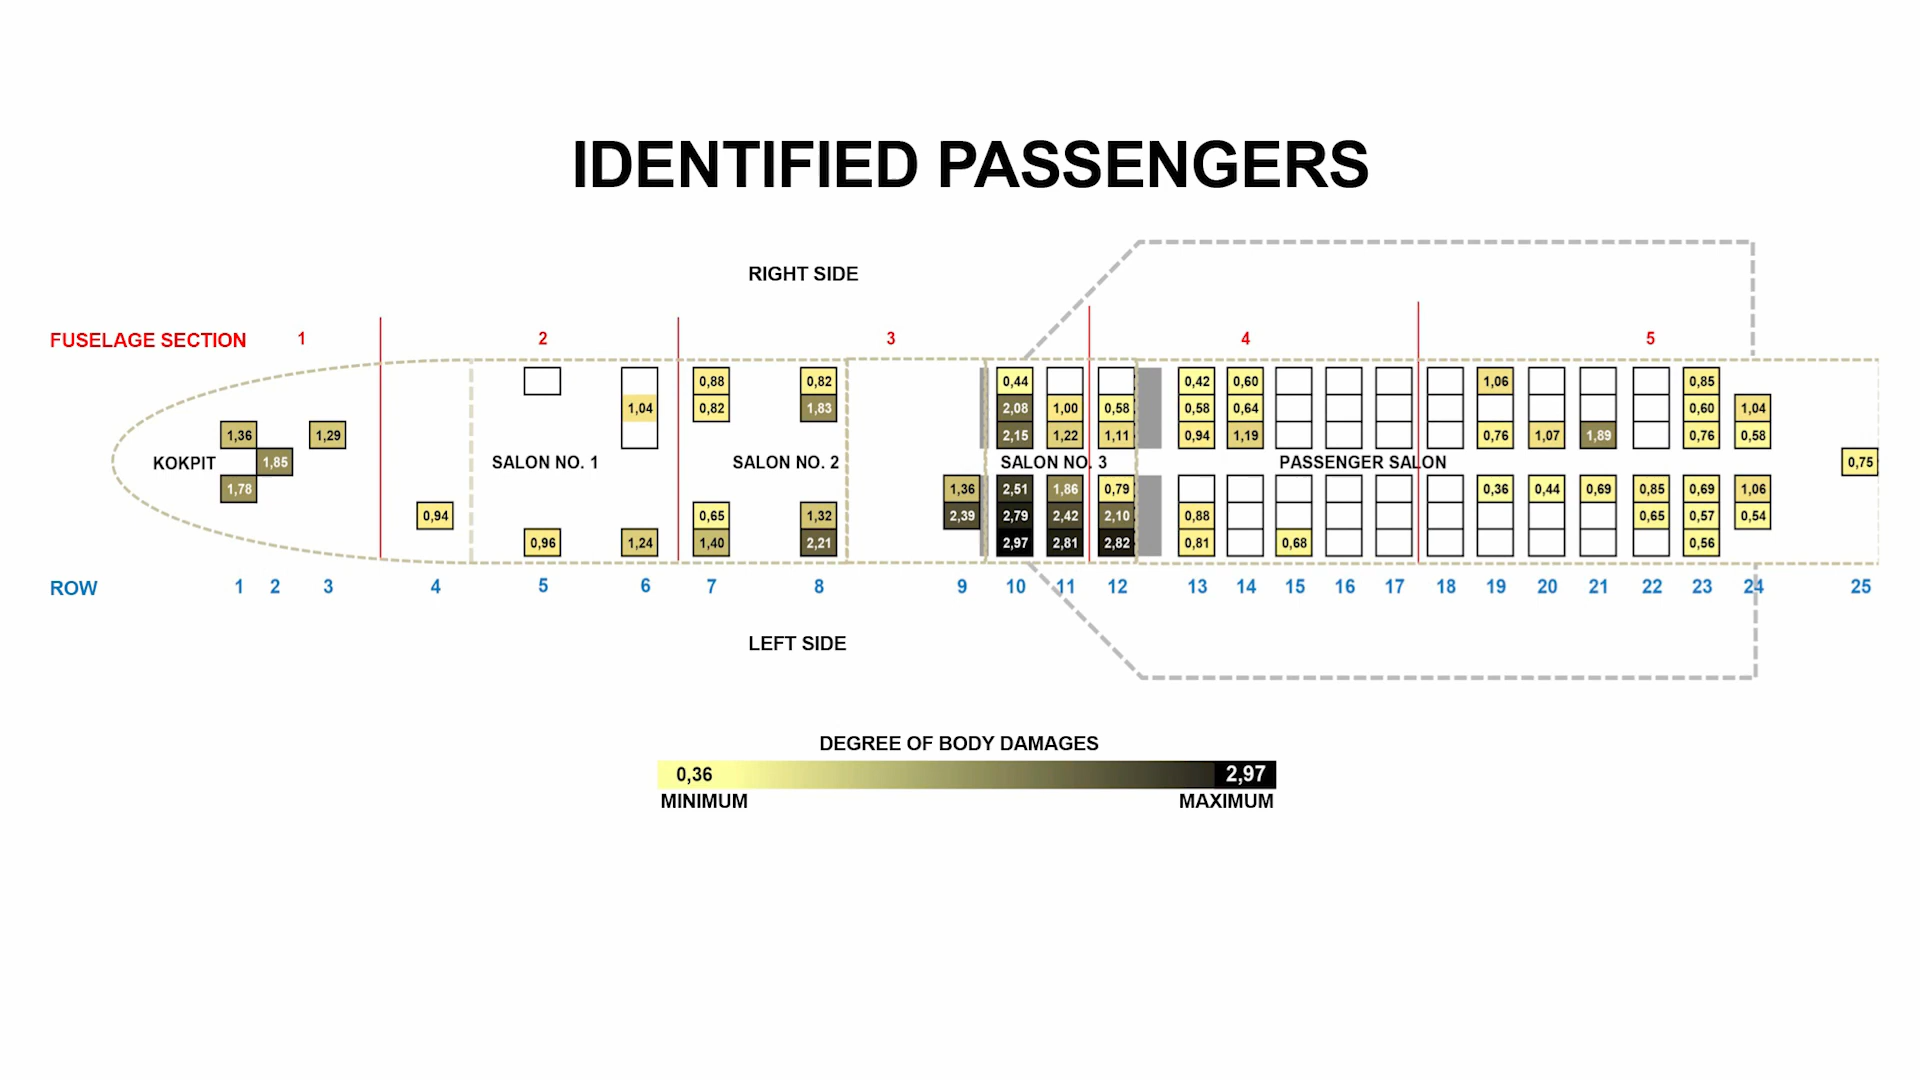 IDENTIFIED PASSENGERS
RIGHT SIDE
FUSELAGE SECTION 1 2 3 4 5
0,88 0,82 0,44 0,42 0,60 1,06 0,85
1,04 0,82 1,83 2,08 1,00 0,58 0,58 0,64 0,60 1,04
1,36 1,29 2,15 1,22 1,11 0,94 1,19 0,76 1,07 1,89 0,76 0,58
KOKPIT 1,85 SALON NO. 1 SALON NO. 2 SALON NO. 3 PASSENGER SALON 0,75
1,78 1,36 2,51 1,86 0,79 0,36 0,44 0,69 0,85 0,69 1,06
0,94 0,65 1,32 2,39 2,79 2,42 2,10 0,88 0,65 0,57 0,54
0,96 1,24 1,40 2,21 2,97 2,81 2,82 0,81 0,68 0,56
ROW 1 2 3 4 5 6 7 8 9 10 11 12 13 14 15 16 17 18 19 20 21 22 23 24 25
LEFT SIDE
DEGREE OF BODY DAMAGES
0,36 2,97
MINIMUM MAXIMUM